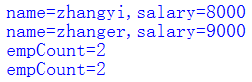 name=zhangyi,salary=8000
name=zhanger,salary=9000
empCount=2
empCount=2